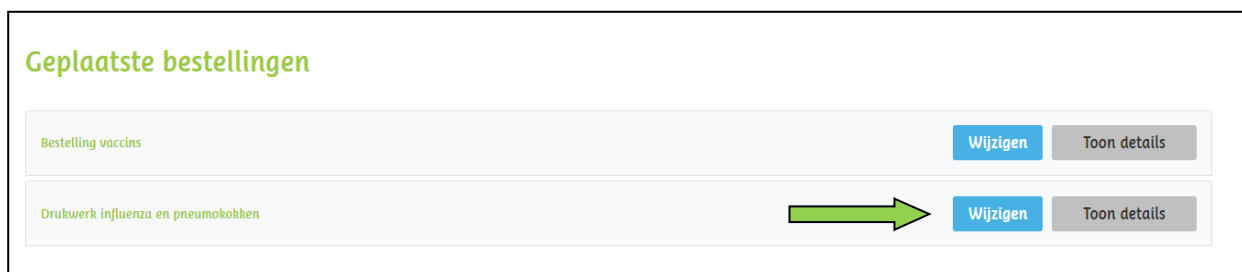 Geplaatste bestellingen
Bestelling vaccins Wijzigen Toon details
Drukwerk influenza en pneumokokken Wijzigen Toon details